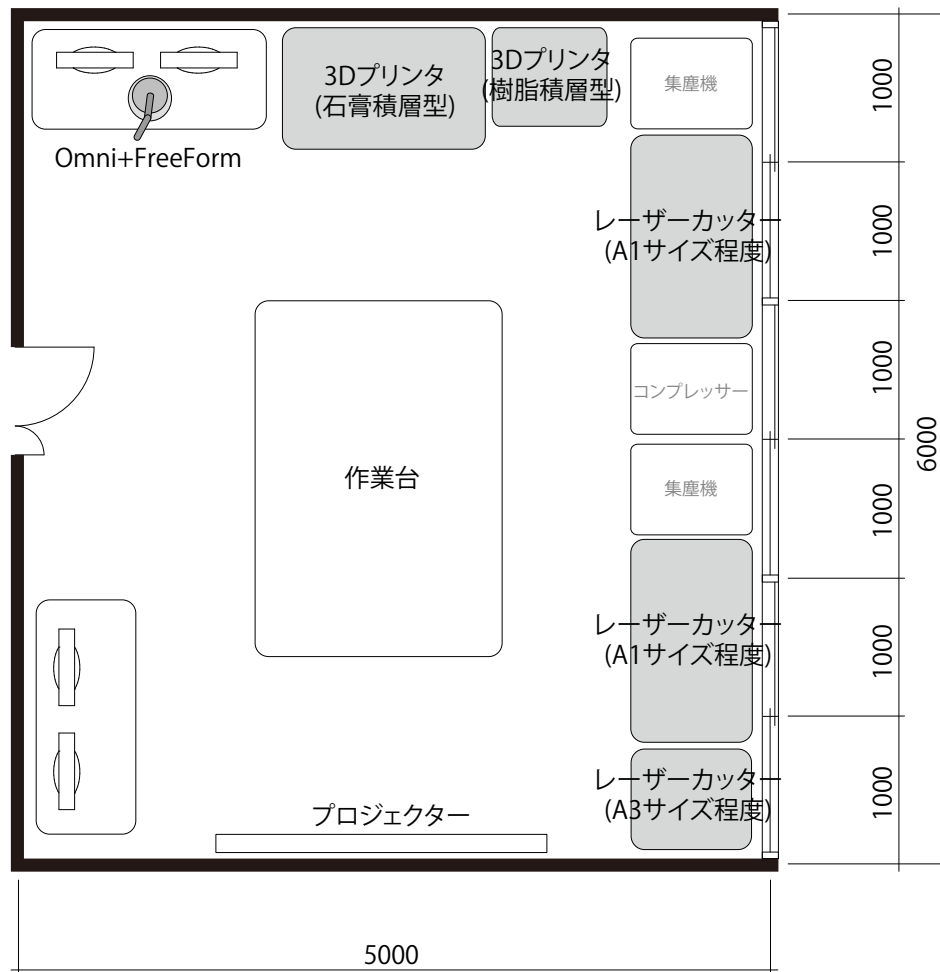 3Dプリンタ
(石膏積層型)
3Dプリンタ
(樹脂積層型)
集塵機
Omni+FreeForm
レーザーカッター
(A1サイズ程度)
コンプレッサー
作業台
集塵機
レーザーカッター
(A1サイズ程度)
レーザーカッター
(A3サイズ程度)
プロジェクター
1000
1000
1000
1000
1000
1000
6000
5000